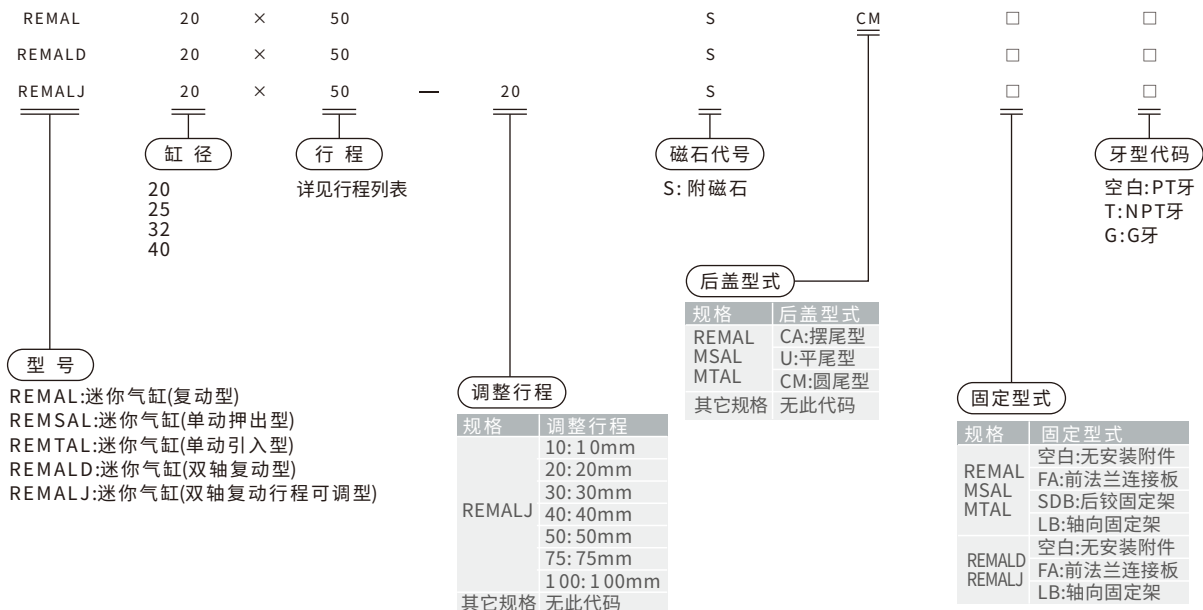 REMAL 20 × 50 S CM □ □
REMALD 20 × 50 S □ □
REMALJ 20 × 50 — 20 S □ □
缸 径
20
25
32
40
行 程
详见行程列表
磁石代号
S:附磁石
牙型代码
空白:PT牙
T:NPT牙
G:G牙
后盖型式
规格 后盖型式
REMAL
MSAL
MTAL
CA:摆尾型
U:平尾型
CM:圆尾型
其它规格 无此代码
型 号
REMAL:迷你气缸(复动型)
REMSAL:迷你气缸(单动押出型)
REMTAL:迷你气缸(单动引入型)
REMALD:迷你气缸(双轴复动型)
REMALJ:迷你气缸(双轴复动行程可调型)
调整行程
规格 调整行程
REMALJ
10:10mm
20:20mm
30:30mm
40:40mm
50:50mm
75:75mm
100:100mm
其它规格 无此代码
固定型式
规格 固定型式
REMAL
MSAL
MTAL
空白:无安装附件
FA:前法兰连接板
SDB:后铰固定架
LB:轴向固定架
REMALD
REMALJ
空白:无安装附件
FA:前法兰连接板
LB:轴向固定架